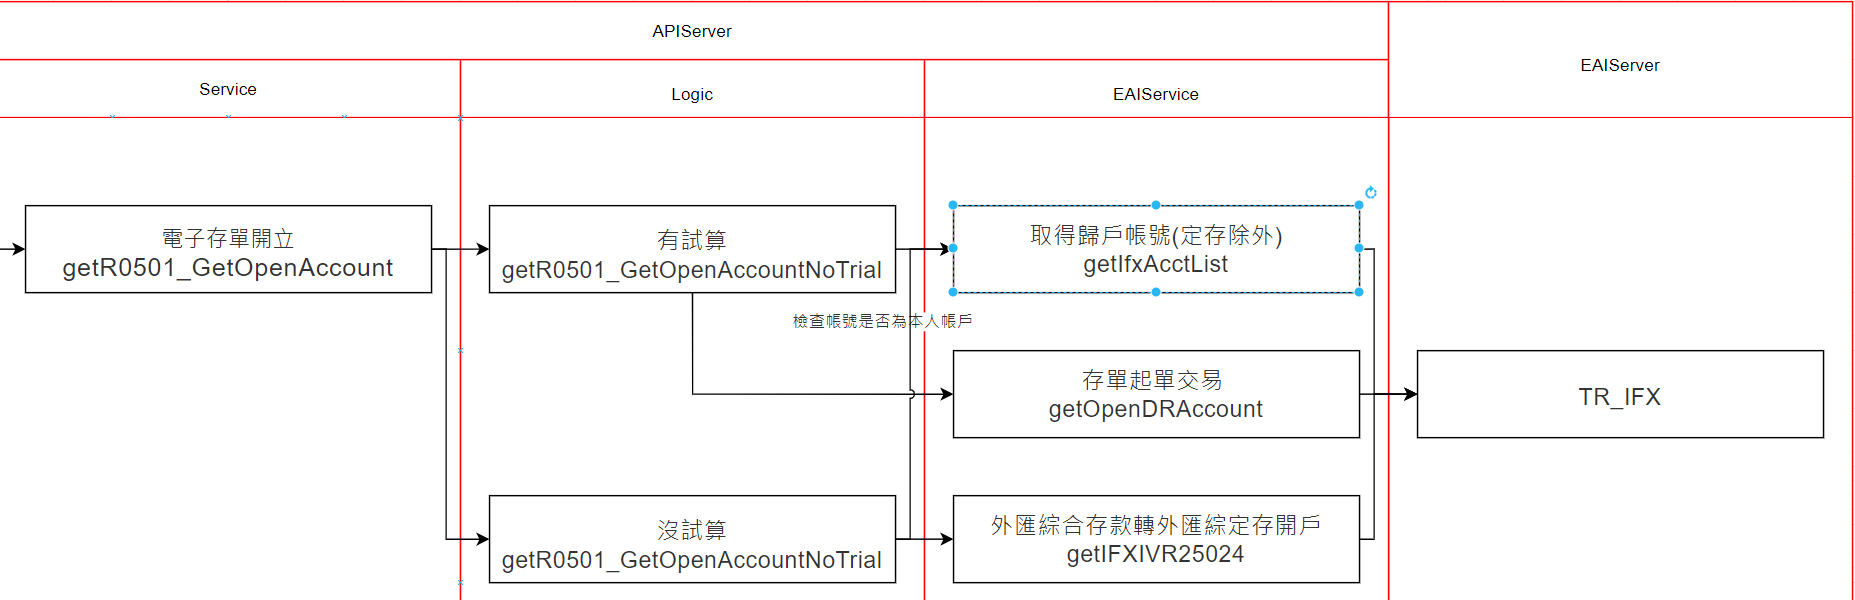 APIServer
EAIServer
Service
Logic
EAIService
電子存單開立
getR0501_GetOpenAccount
有試算
getR0501_GetOpenAccountNoTrial
取得歸戶帳號(定存除外)
getIfxAcctList
檢查帳號是否為本人帳戶
存單起單交易
getOpenDRAccount
TR_IFX
沒試算
getR0501_GetOpenAccountNoTrial
外匯綜合存款轉外匯綜定存開戶
getIFXIVR25024